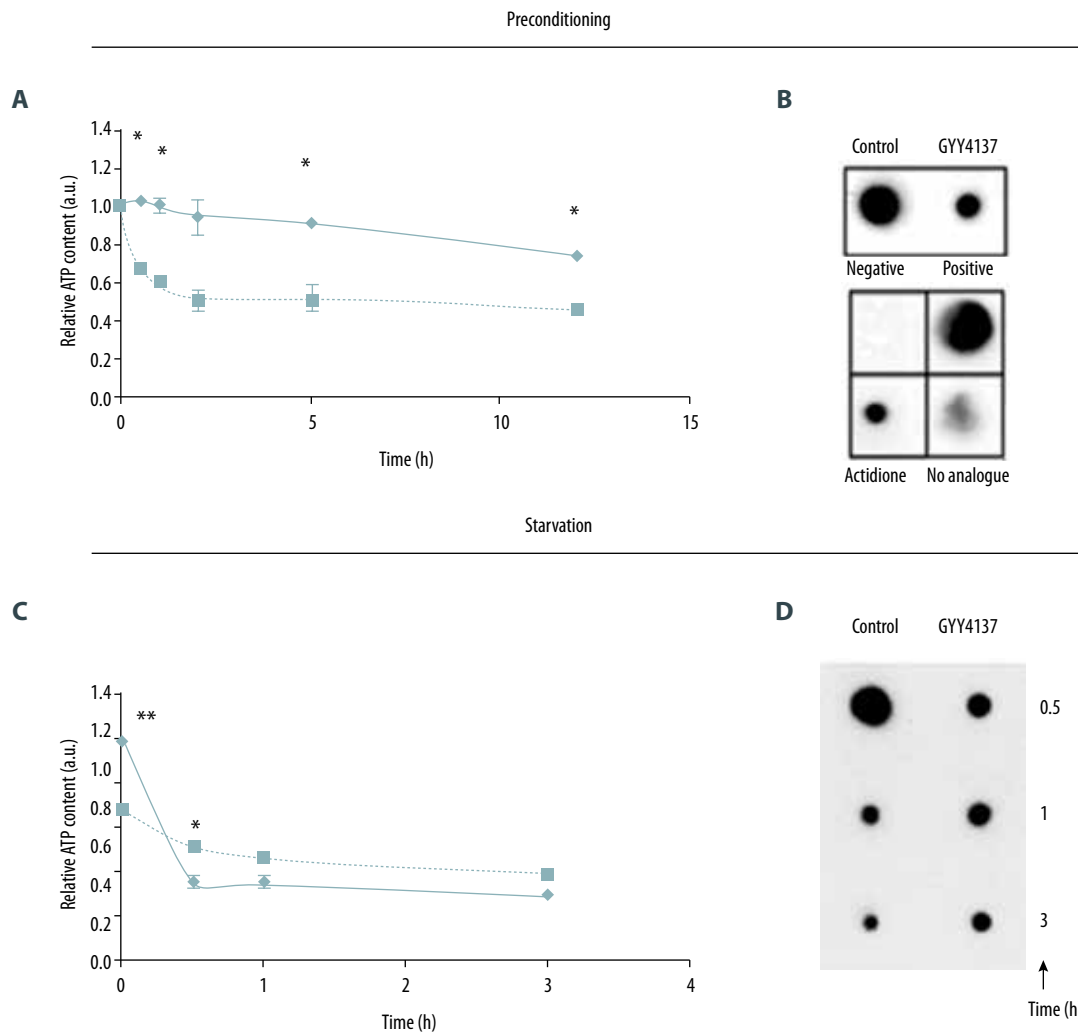 Preconditioning
A
Relative ATP content (a.u.)
1.4
1.2
1.0
0.8
0.6
0.4
0.2
0.0
* * * *
0 5 10 15
Time (h)
B
Control GYY4137
Negative Positive
Actidione No analogue
Starvation
C
Relative ATP content (a.u.)
1.4
1.2
1.0
0.8
0.6
0.4
0.2
0.0
** *
0 1 2 3 4
Time (h)
D
Control GYY4137
0.5
1
3
Time (h